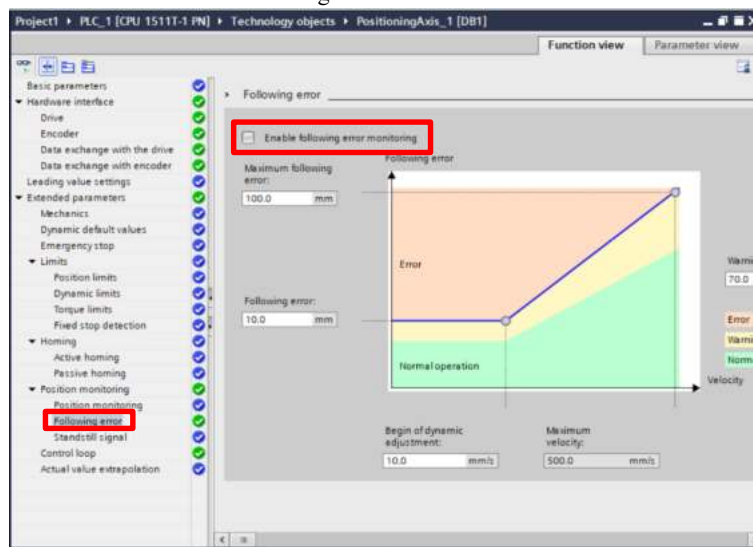 Project1 ▸ PLC_1 [CPU 1511T-1 PN] ▸ Technology objects ▸ PositioningAxis_1 [DB1]
Function view
Parameter view
Basic parameters
Hardware interface
Drive
Encoder
Data exchange with the drive
Data exchange with encoder
Leading value settings
Extended parameters
Mechanics
Dynamic default values
Emergency stop
Limits
Position limits
Dynamic limits
Torque limits
Fixed stop detection
Homing
Active homing
Passive homing
Position monitoring
Position monitoring
Following error
Standstill signal
Control loop
Actual value extrapolation
Following error
Enable following error monitoring
Following error
Maximum following
error:
100.0 mm
Error
Following error:
10.0 mm
Normal operation
Velocity
Begin of dynamic
adjustment:
10.0 mm/s
Maximum
velocity:
500.0 mm/s
Warni
70.0
Error
Warni
Norm